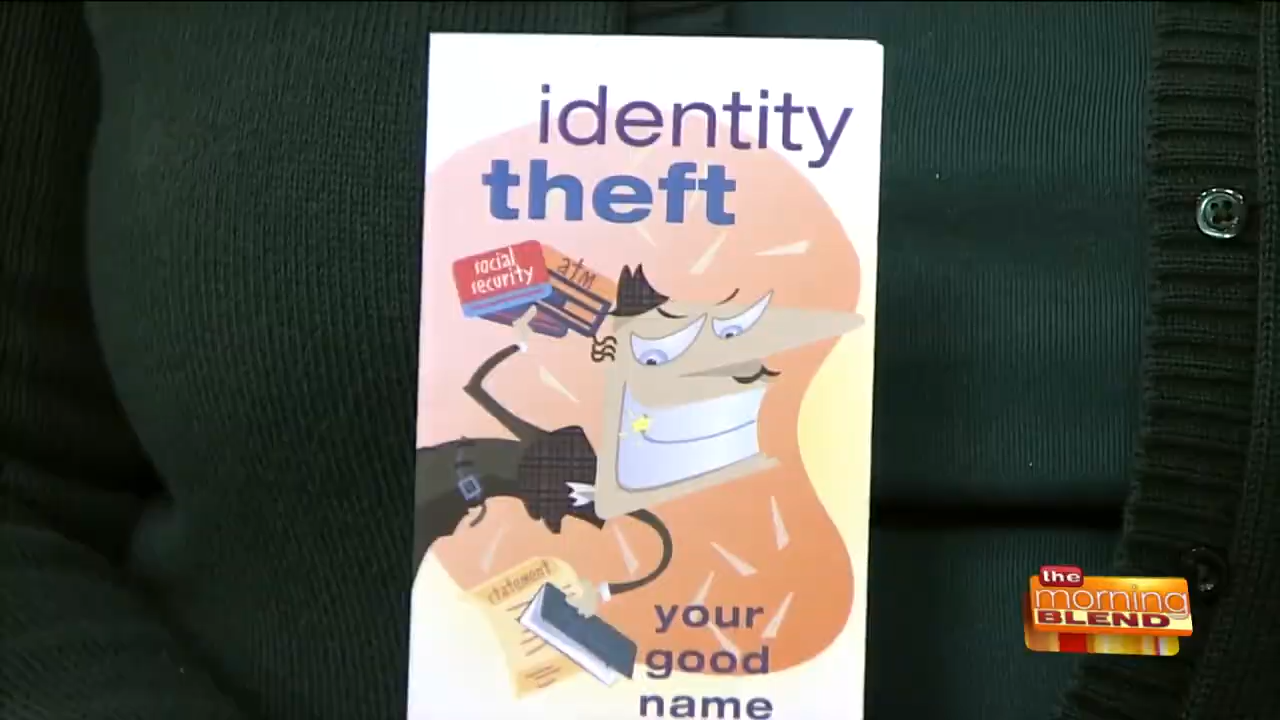 identity
theft
social
security
atm
statement
your
good
name
the
morning
BLEND